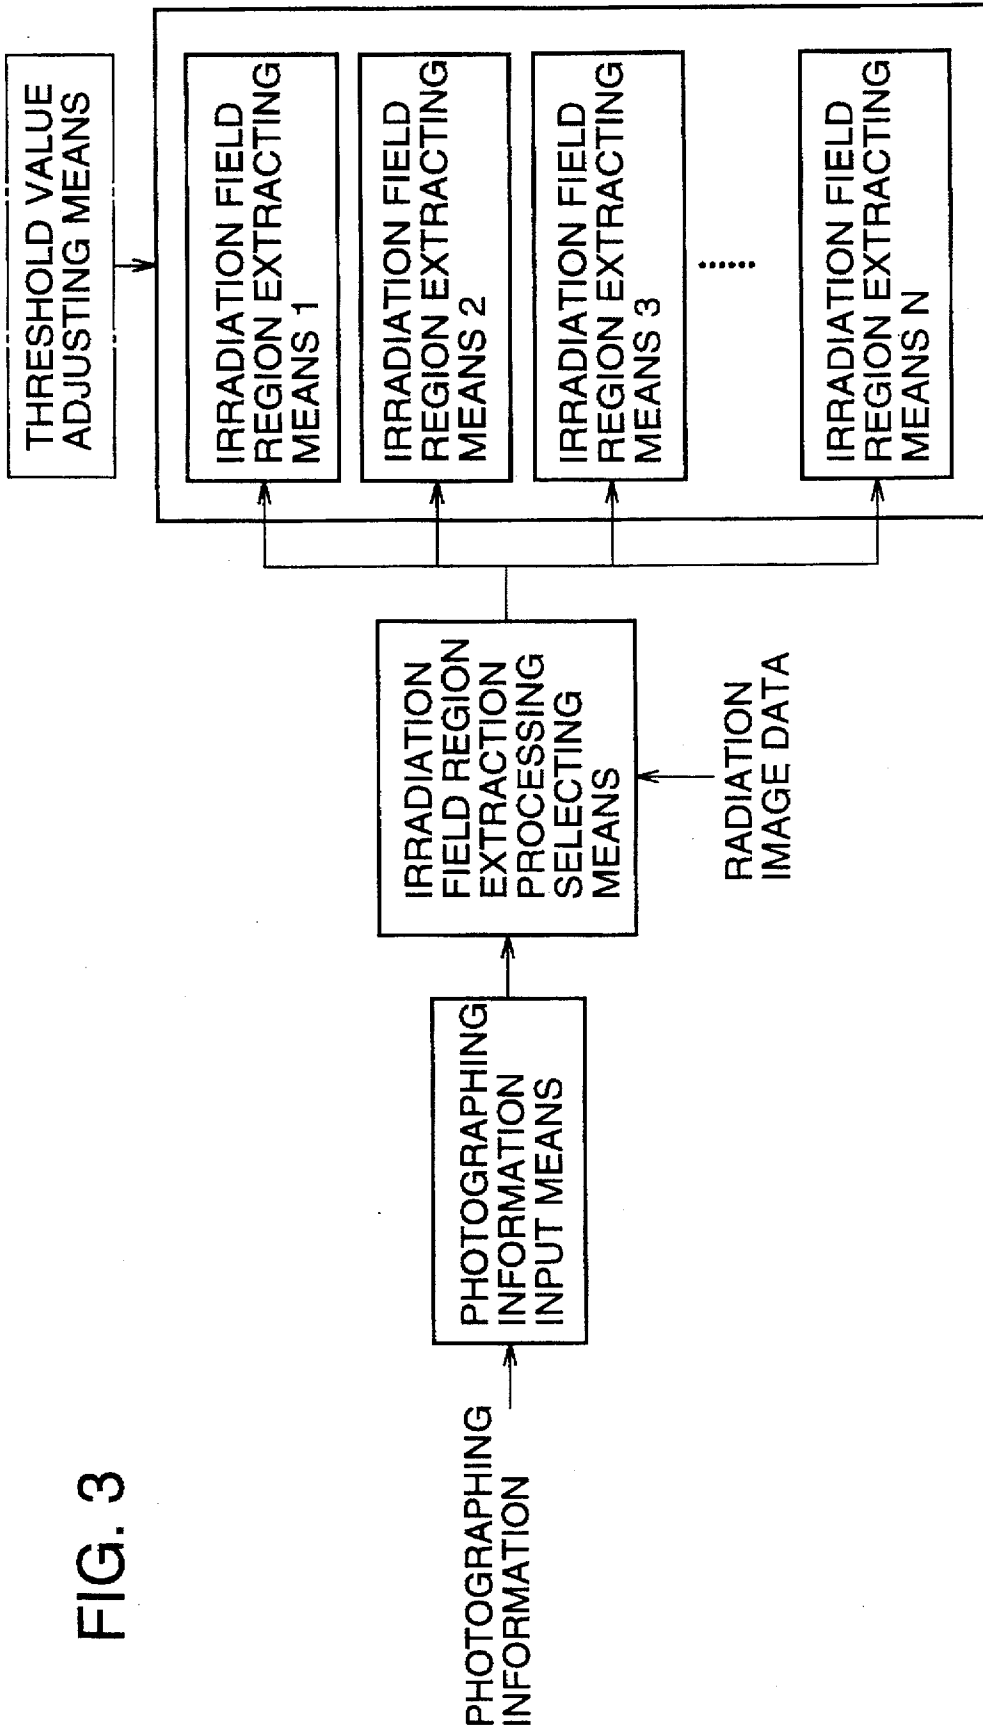 FIG. 3
PHOTOGRAPHING
INFORMATION
PHOTOGRAPHING
INFORMATION
INPUT MEANS
IRRADIATION
FIELD REGION
EXTRACTION
PROCESSING
SELECTING
MEANS
RADIATION
IMAGE DATA
THRESHOLD VALUE
ADJUSTING MEANS
IRRADIATION FIELD
REGION EXTRACTING
MEANS 1
IRRADIATION FIELD
REGION EXTRACTING
MEANS 2
IRRADIATION FIELD
REGION EXTRACTING
MEANS 3
......
IRRADIATION FIELD
REGION EXTRACTING
MEANS N